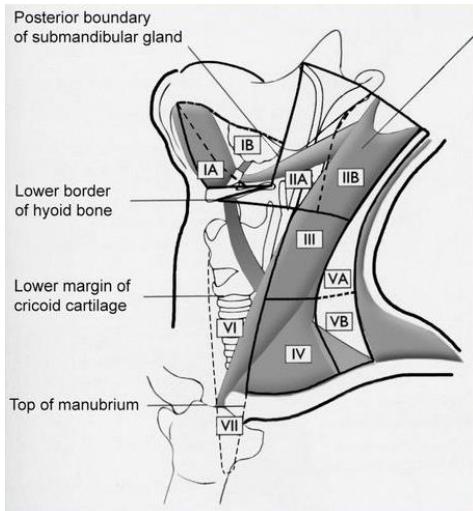 Posterior boundary
of submandibular gland
IB
IA
IIA
IIB
Lower border
of hyoid bone
III
VA
Lower margin of
cricoid cartilage
VI
VB
IV
Top of manubrium
VII